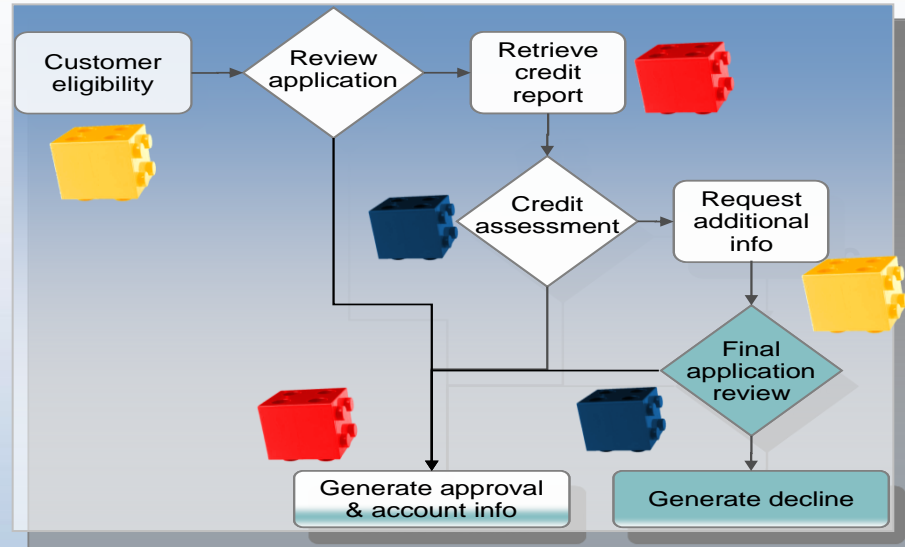 Customer
eligibility
Review
application
Retrieve
credit
report
Credit
assessment
Request
additional
info
Final
application
review
Generate approval
& account info
Generate decline